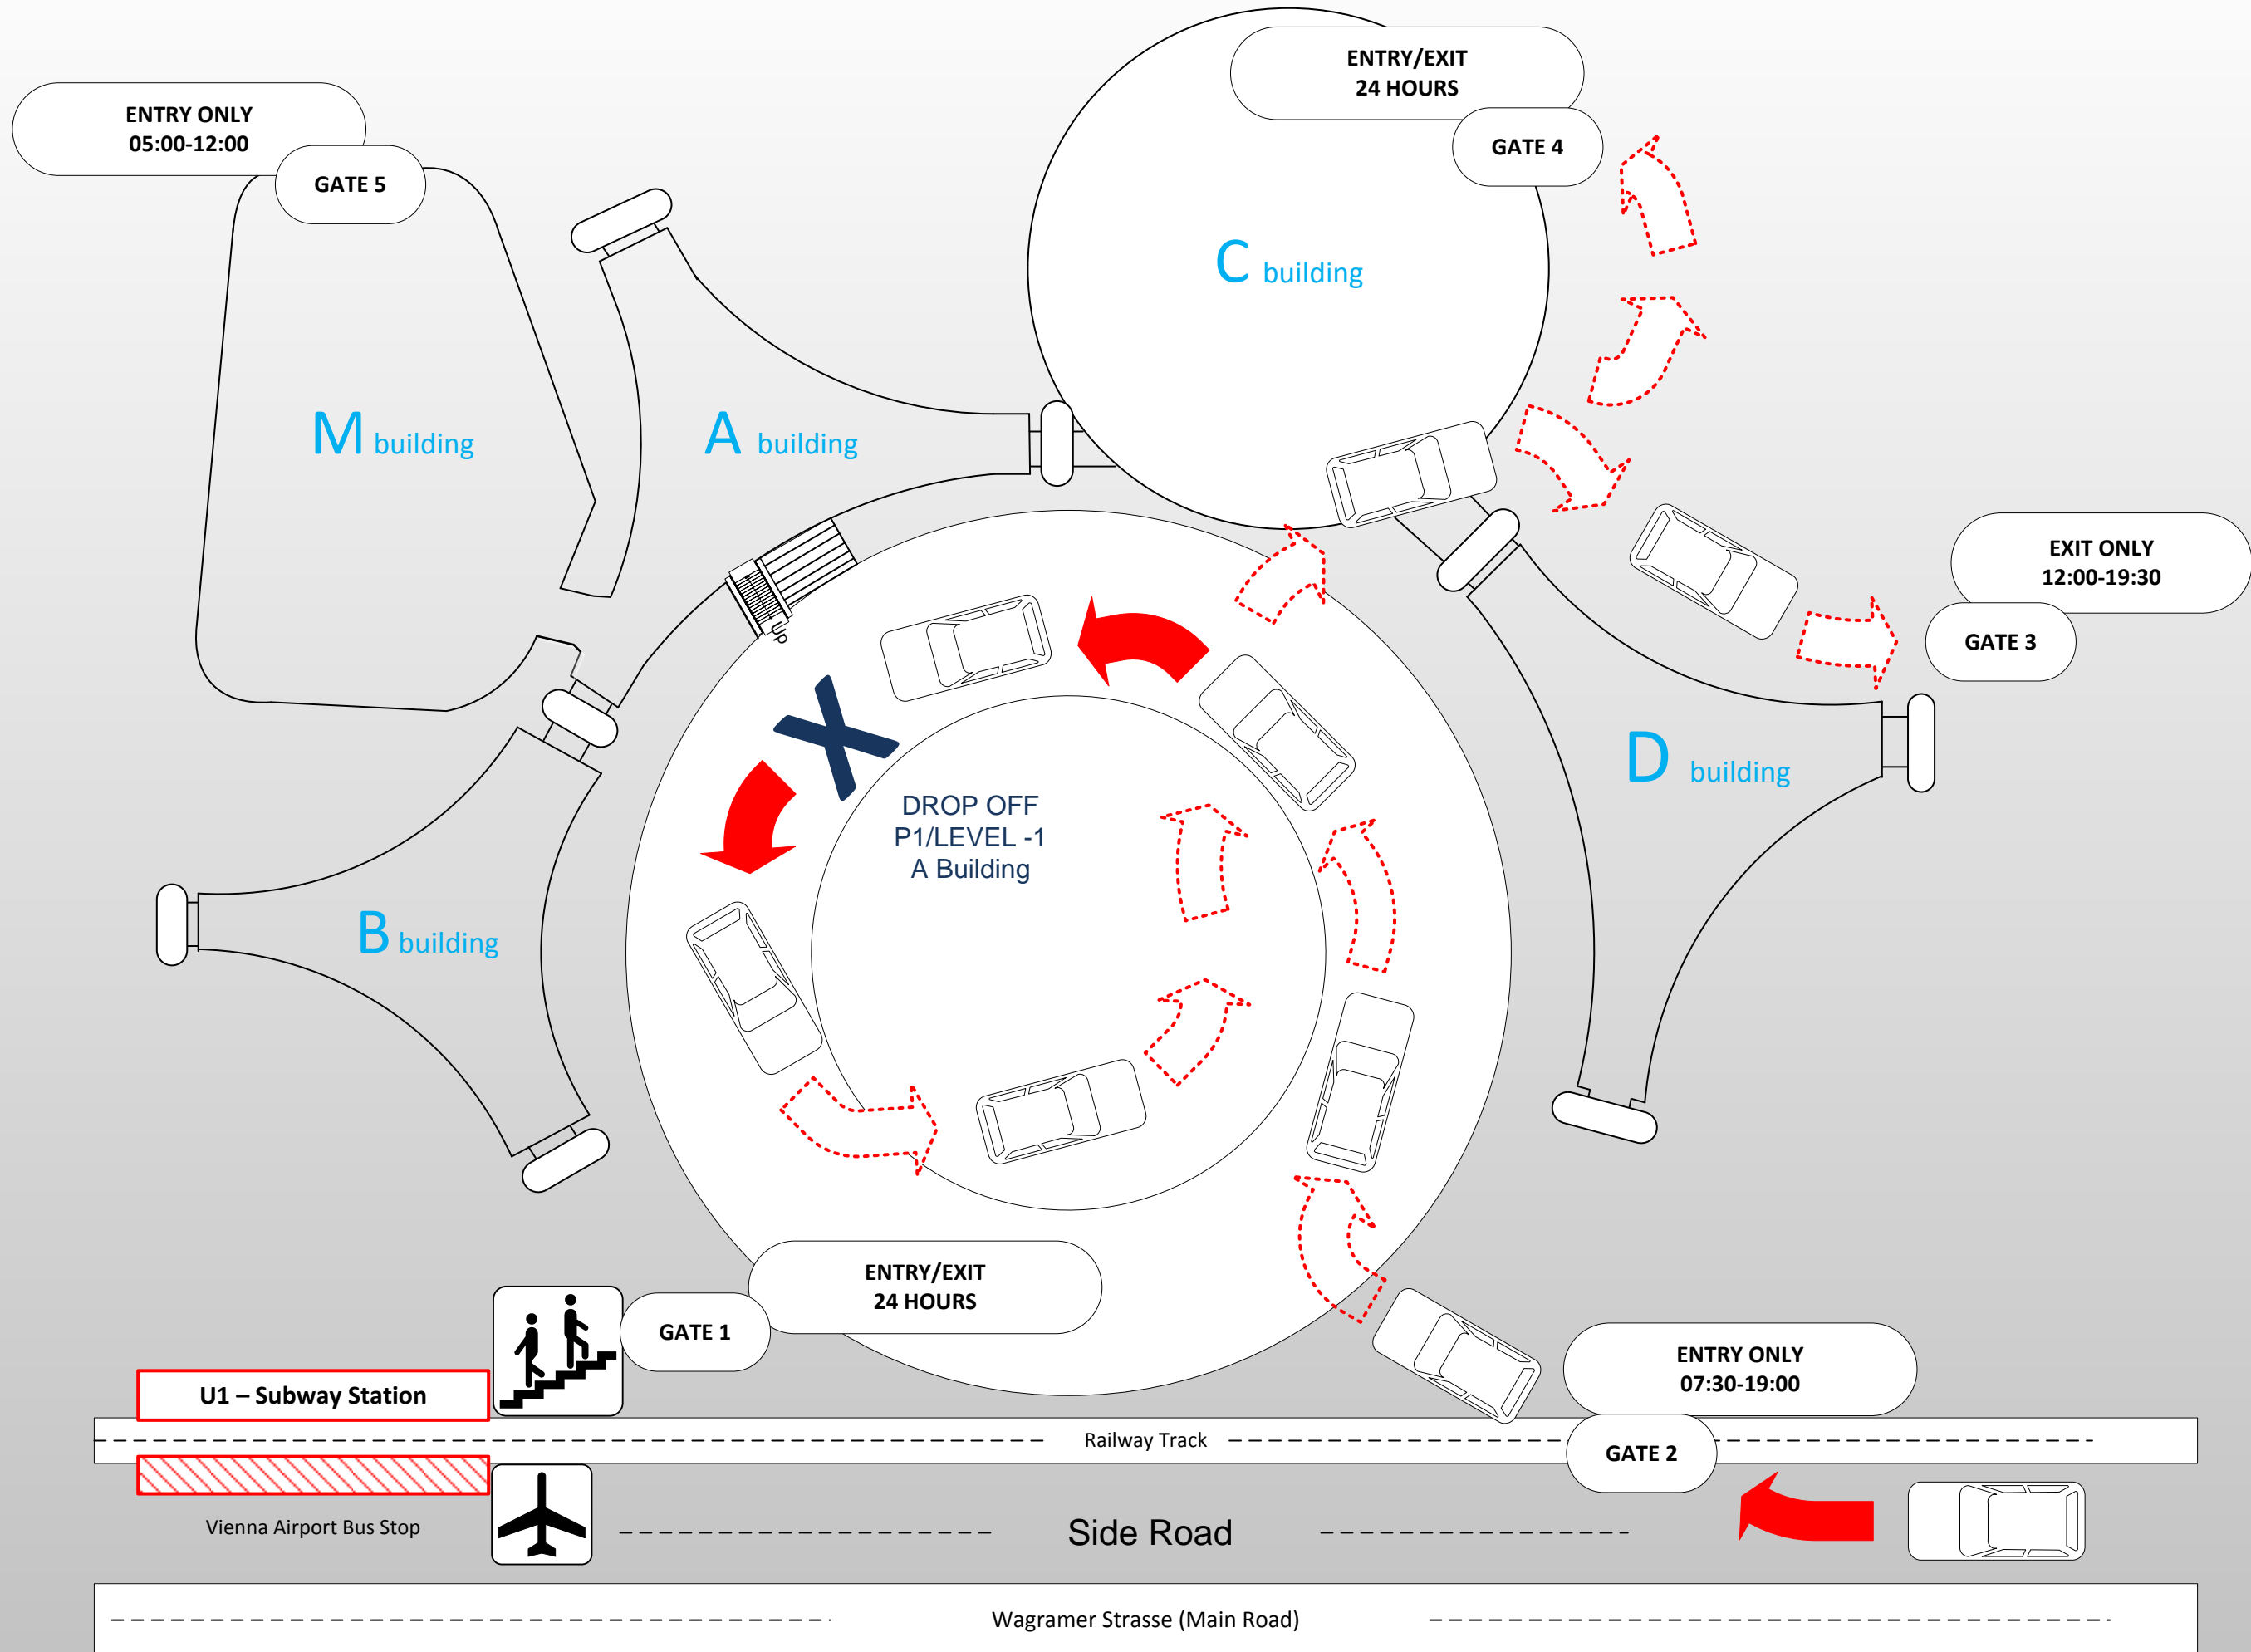 ENTRY/EXIT
24 HOURS
GATE 4
ENTRY ONLY
05:00-12:00
GATE 5
C building
M building
A building
EXIT ONLY
12:00-19:30
GATE 3
Up
X
D building
DROP OFF
P1/LEVEL -1
A Building
B building
ENTRY/EXIT
24 HOURS
GATE 1
ENTRY ONLY
07:30-19:00
GATE 2
U1 – Subway Station
Railway Track
Vienna Airport Bus Stop
Side Road
Wagramer Strasse (Main Road)